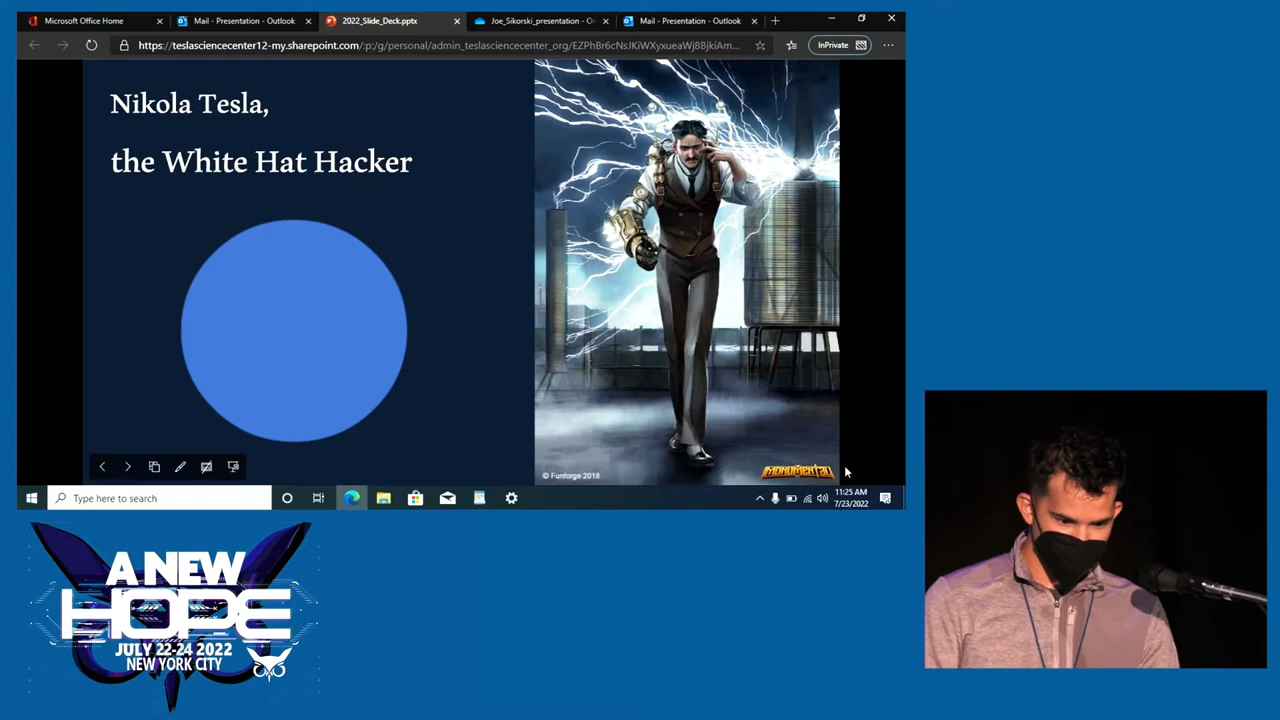 Microsoft Office Home
Mail - Presentation - Outlook
2022_Slide_Deck.pptx
Joe_Sikorski_presentation - On
Mail - Presentation - Outlook
https://teslasciencecenter12-my.sharepoint.com/:p:/g/personal/admin_teslasciencecenter_org/EZPhBr6cNsJKiWXyxueaWj8BjkiAm...
InPrivate
Nikola Tesla,
the White Hat Hacker
© Funforge 2018
MONUMENTAL
Type here to search
11:25 AM
7/23/2022
A NEW
HOPE
JULY 22-24 2022
NEW YORK CITY